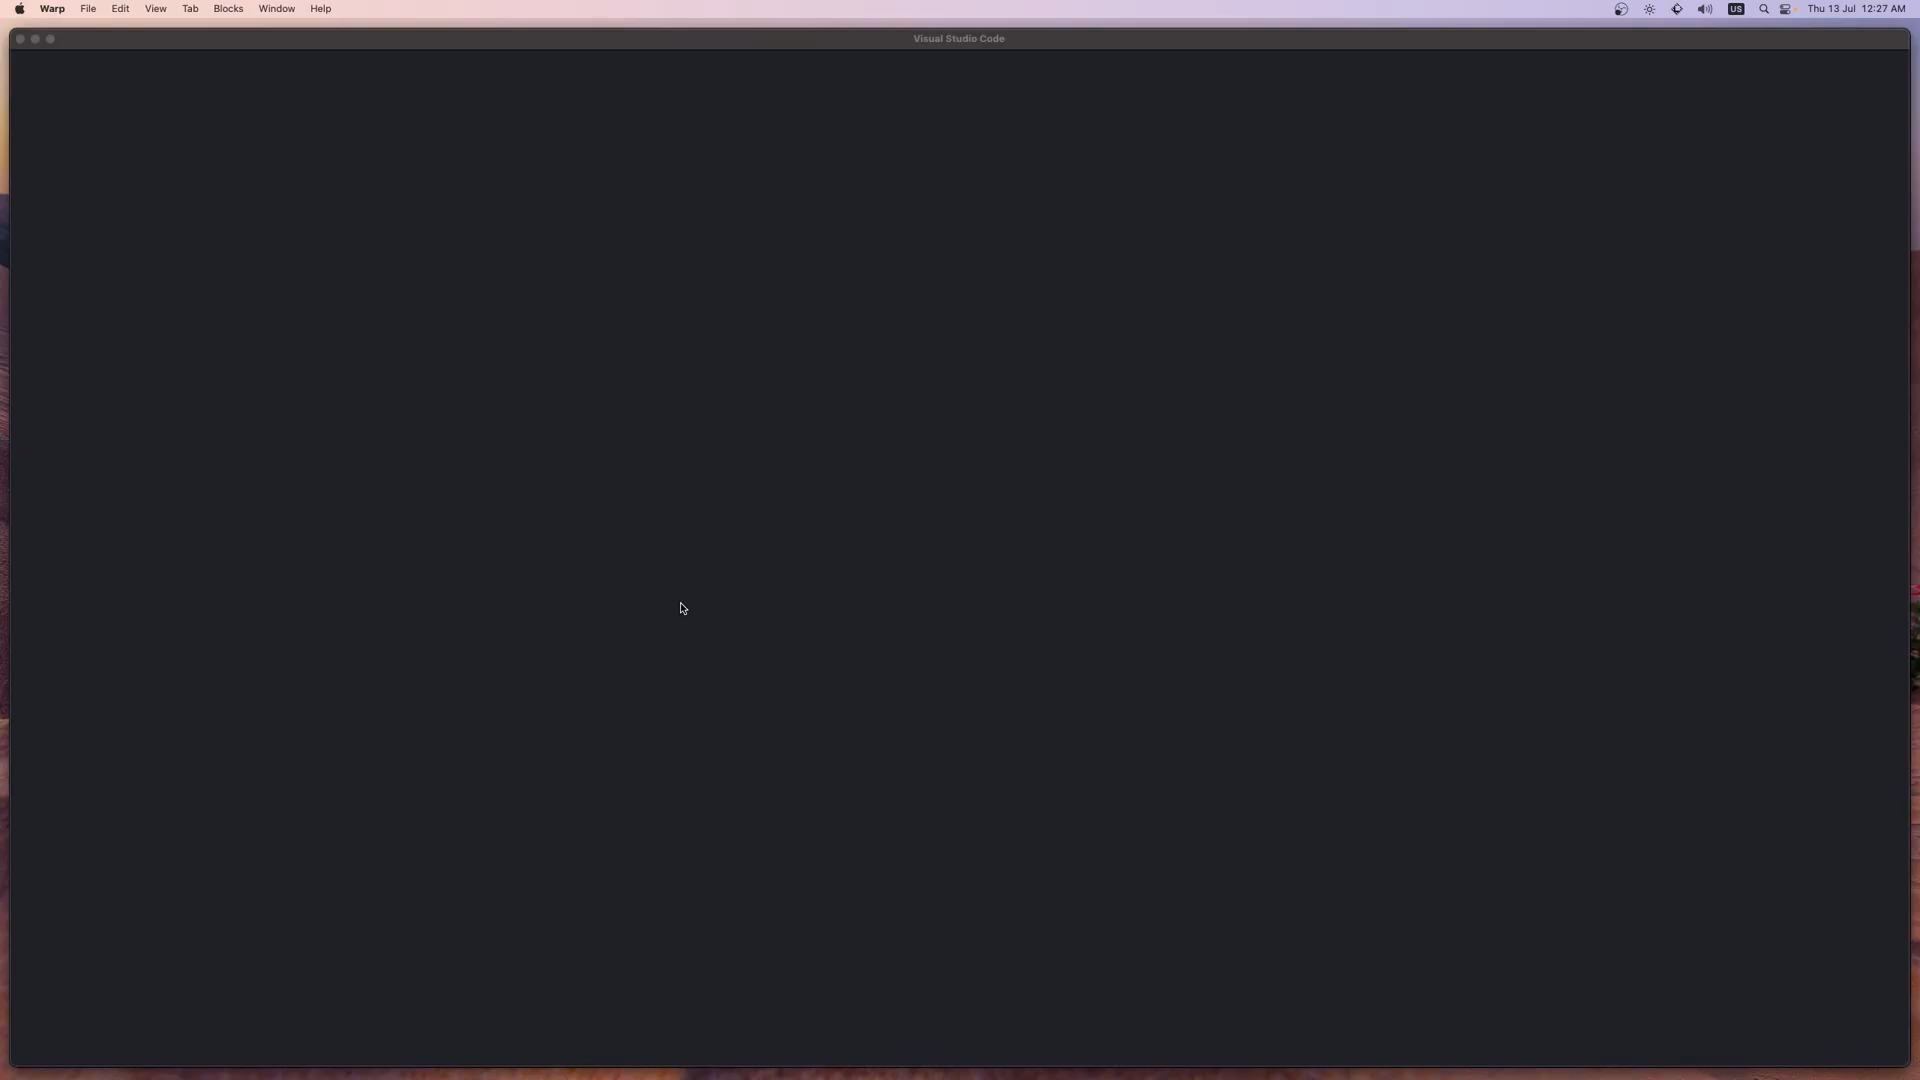 Warp File Edit View Tab Blocks Window Help US Thu 13 Jul 12:27 AM
Visual Studio Code